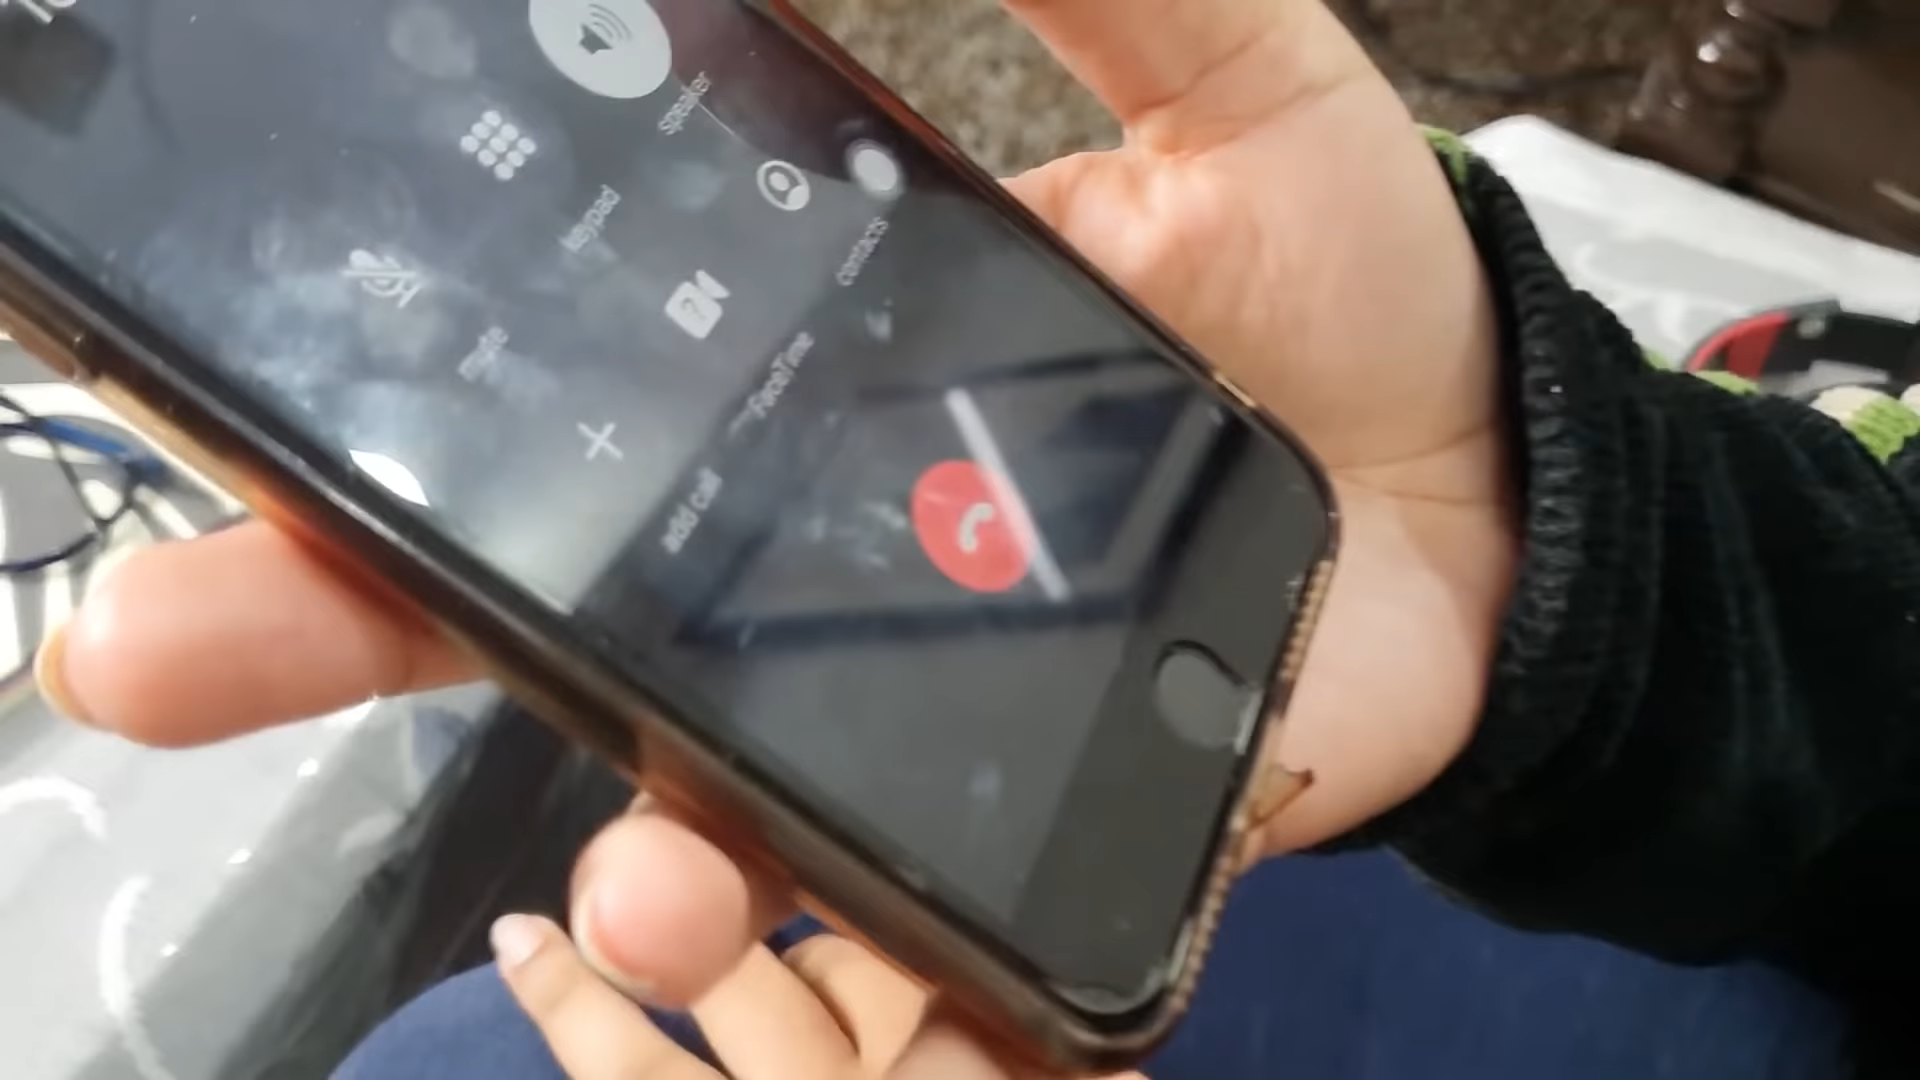 mute
keypad
speaker
add call
FaceTime
contacts